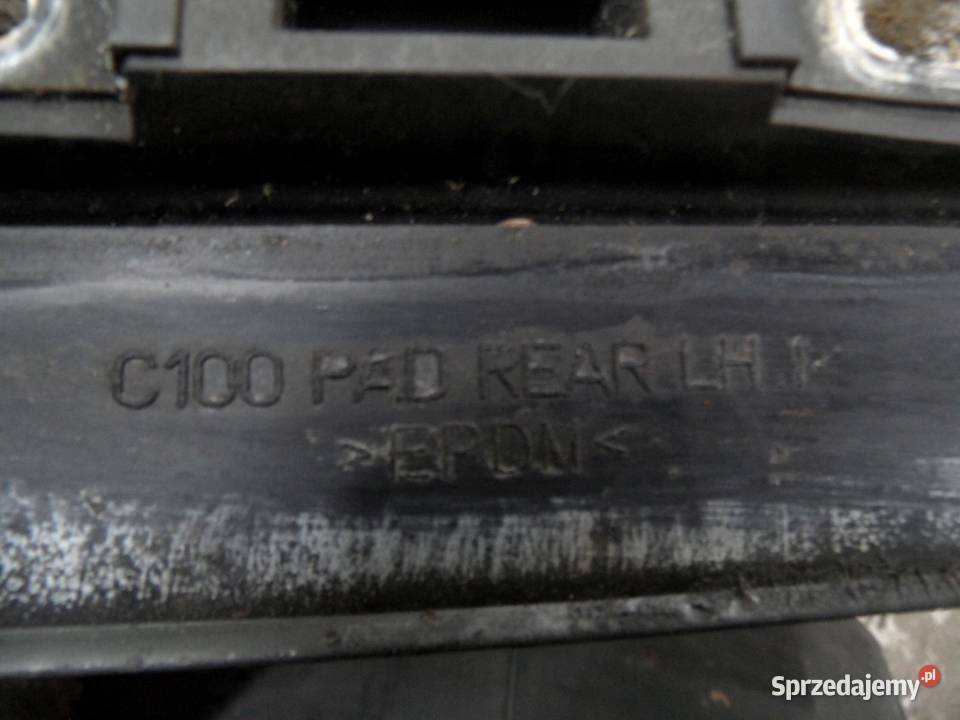 C100 PAD REAR LH
>EPDM<
Sprzedajemy.pl